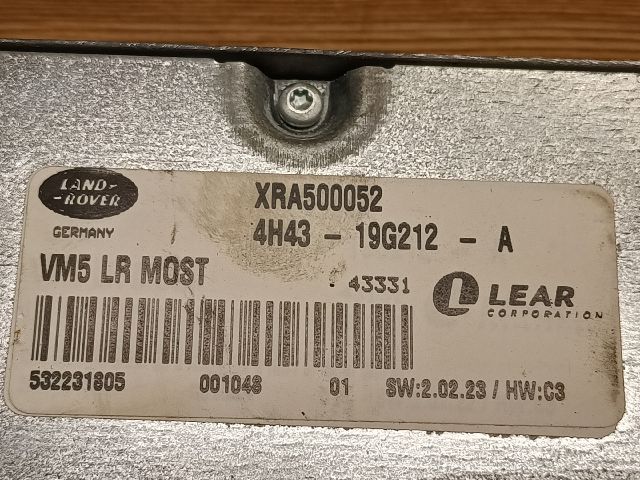 LAND-
-ROVER
GERMANY
XRA500052
4H43 - 19G212 - A
VM5 LR MOST
43331
LEAR
CORPORATION
532231805 001048 01 SW:2.02.23 / HW:C3